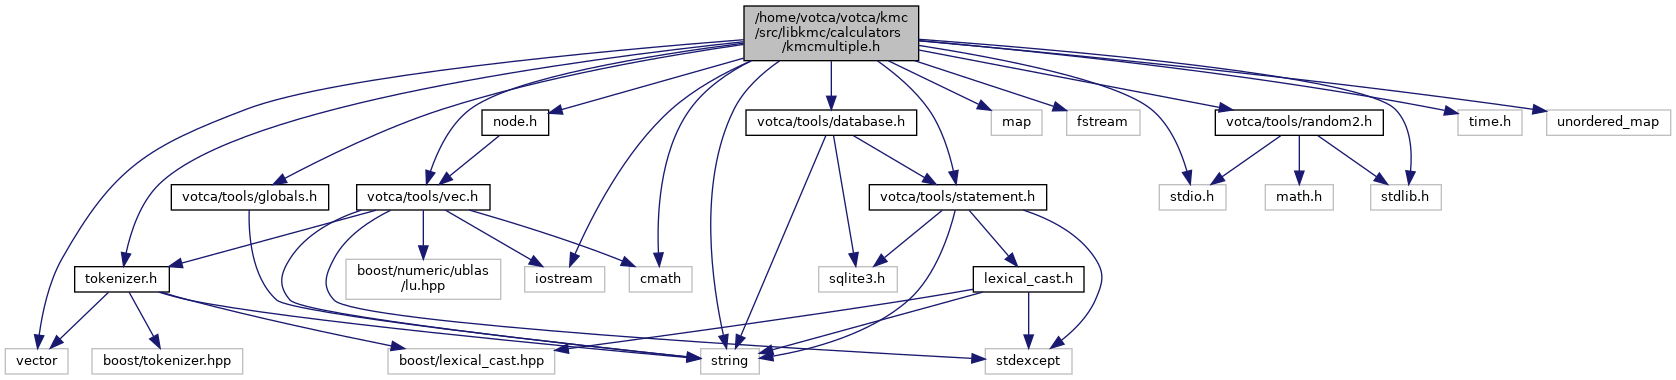 /home/votca/votca/kmc
/src/libkmc/calculators
/kmcmultiple.h
node.h
votca/tools/database.h
map
fstream
votca/tools/random2.h
time.h
unordered_map
votca/tools/globals.h
votca/tools/vec.h
votca/tools/statement.h
stdio.h
math.h
stdlib.h
tokenizer.h
boost/numeric/ublas
/lu.hpp
iostream
cmath
sqlite3.h
lexical_cast.h
vector
boost/tokenizer.hpp
boost/lexical_cast.hpp
string
stdexcept